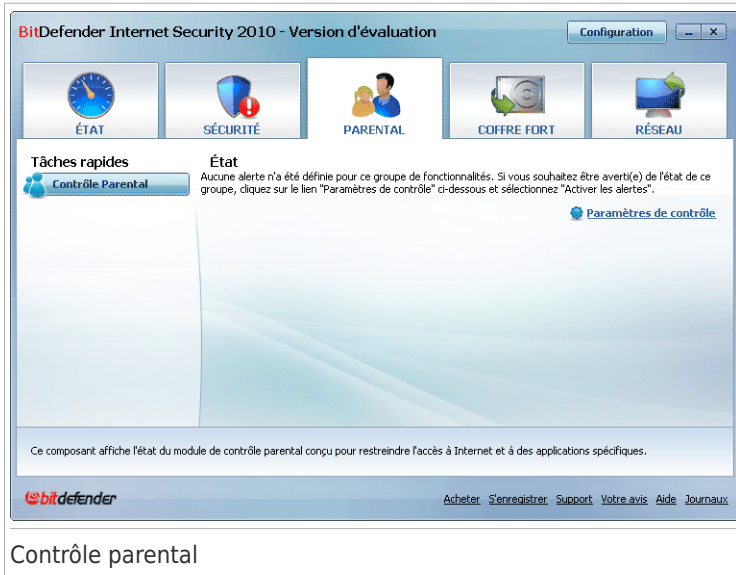 BitDefender Internet Security 2010 - Version d'évaluation
Configuration
ÉTAT
SÉCURITÉ
PARENTAL
COFFRE FORT
RÉSEAU
Tâches rapides
Contrôle Parental
État
Aucune alerte n'a été définie pour ce groupe de fonctionnalités. Si vous souhaitez être averti(e) de l'état de ce
groupe, cliquez sur le lien "Paramètres de contrôle" ci-dessous et sélectionnez "Activer les alertes".
Paramètres de contrôle
Ce composant affiche l'état du module de contrôle parental conçu pour restreindre l'accès à Internet et à des applications spécifiques.
bitdefender
Acheter S'enregistrer Support Votre avis Aide Journaux
Contrôle parental